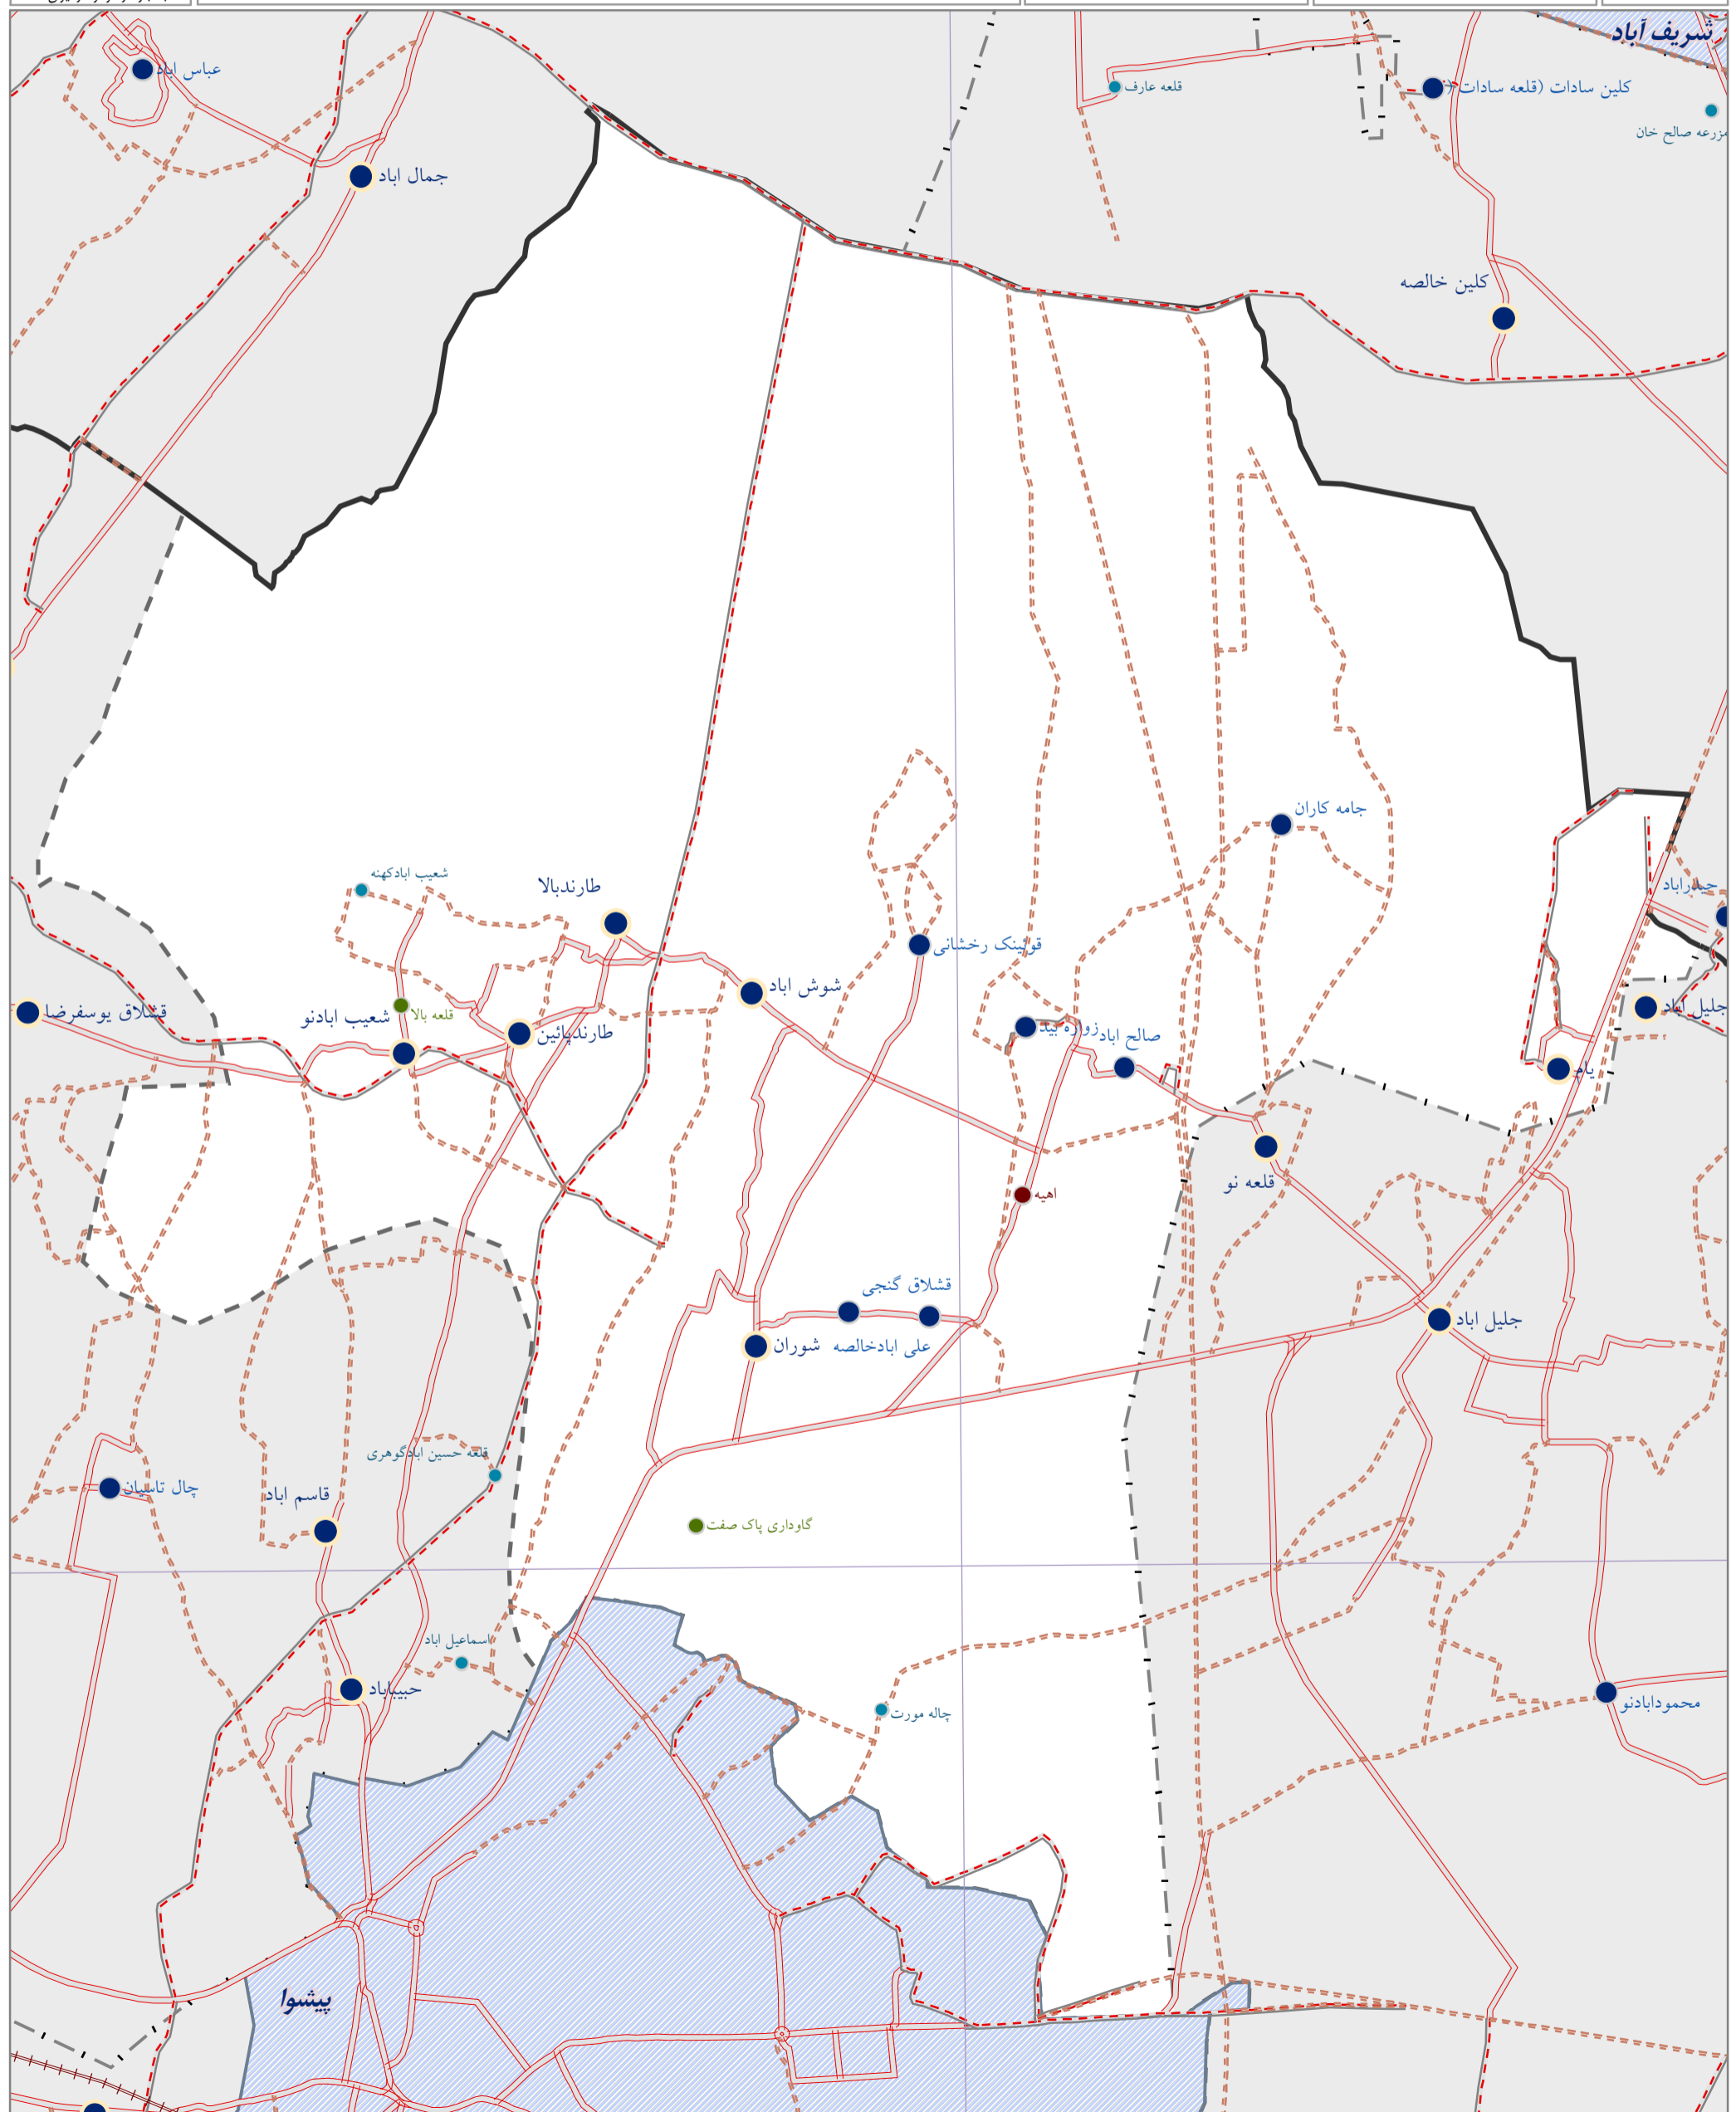 شریف آباد
عباس اباد
قلعه عارف
کلین سادات (قلعه سادات)
مزرعه صالح خان
جمال اباد
کلین خالصه
جامه کاران
شعیب ابادکهنه
طارندبالا
حیدراباد
قوئینک رخشانی
شوش اباد
جلیل اباد
قشلاق یوسفرضا
شعیب ابادنو
قلعه بالا
طارندپائین
زواره بید
صالح اباد
یام
قلعه نو
اهیه
قشلاق گنجی
جلیل اباد
شوران
علی ابادخالصه
قلعه حسین ابادگوهری
چال تاسیان
قاسم اباد
گاوداری پاک صفت
اسماعیل اباد
حبیباباد
محمودابادنو
چاله مورت
پیشوا